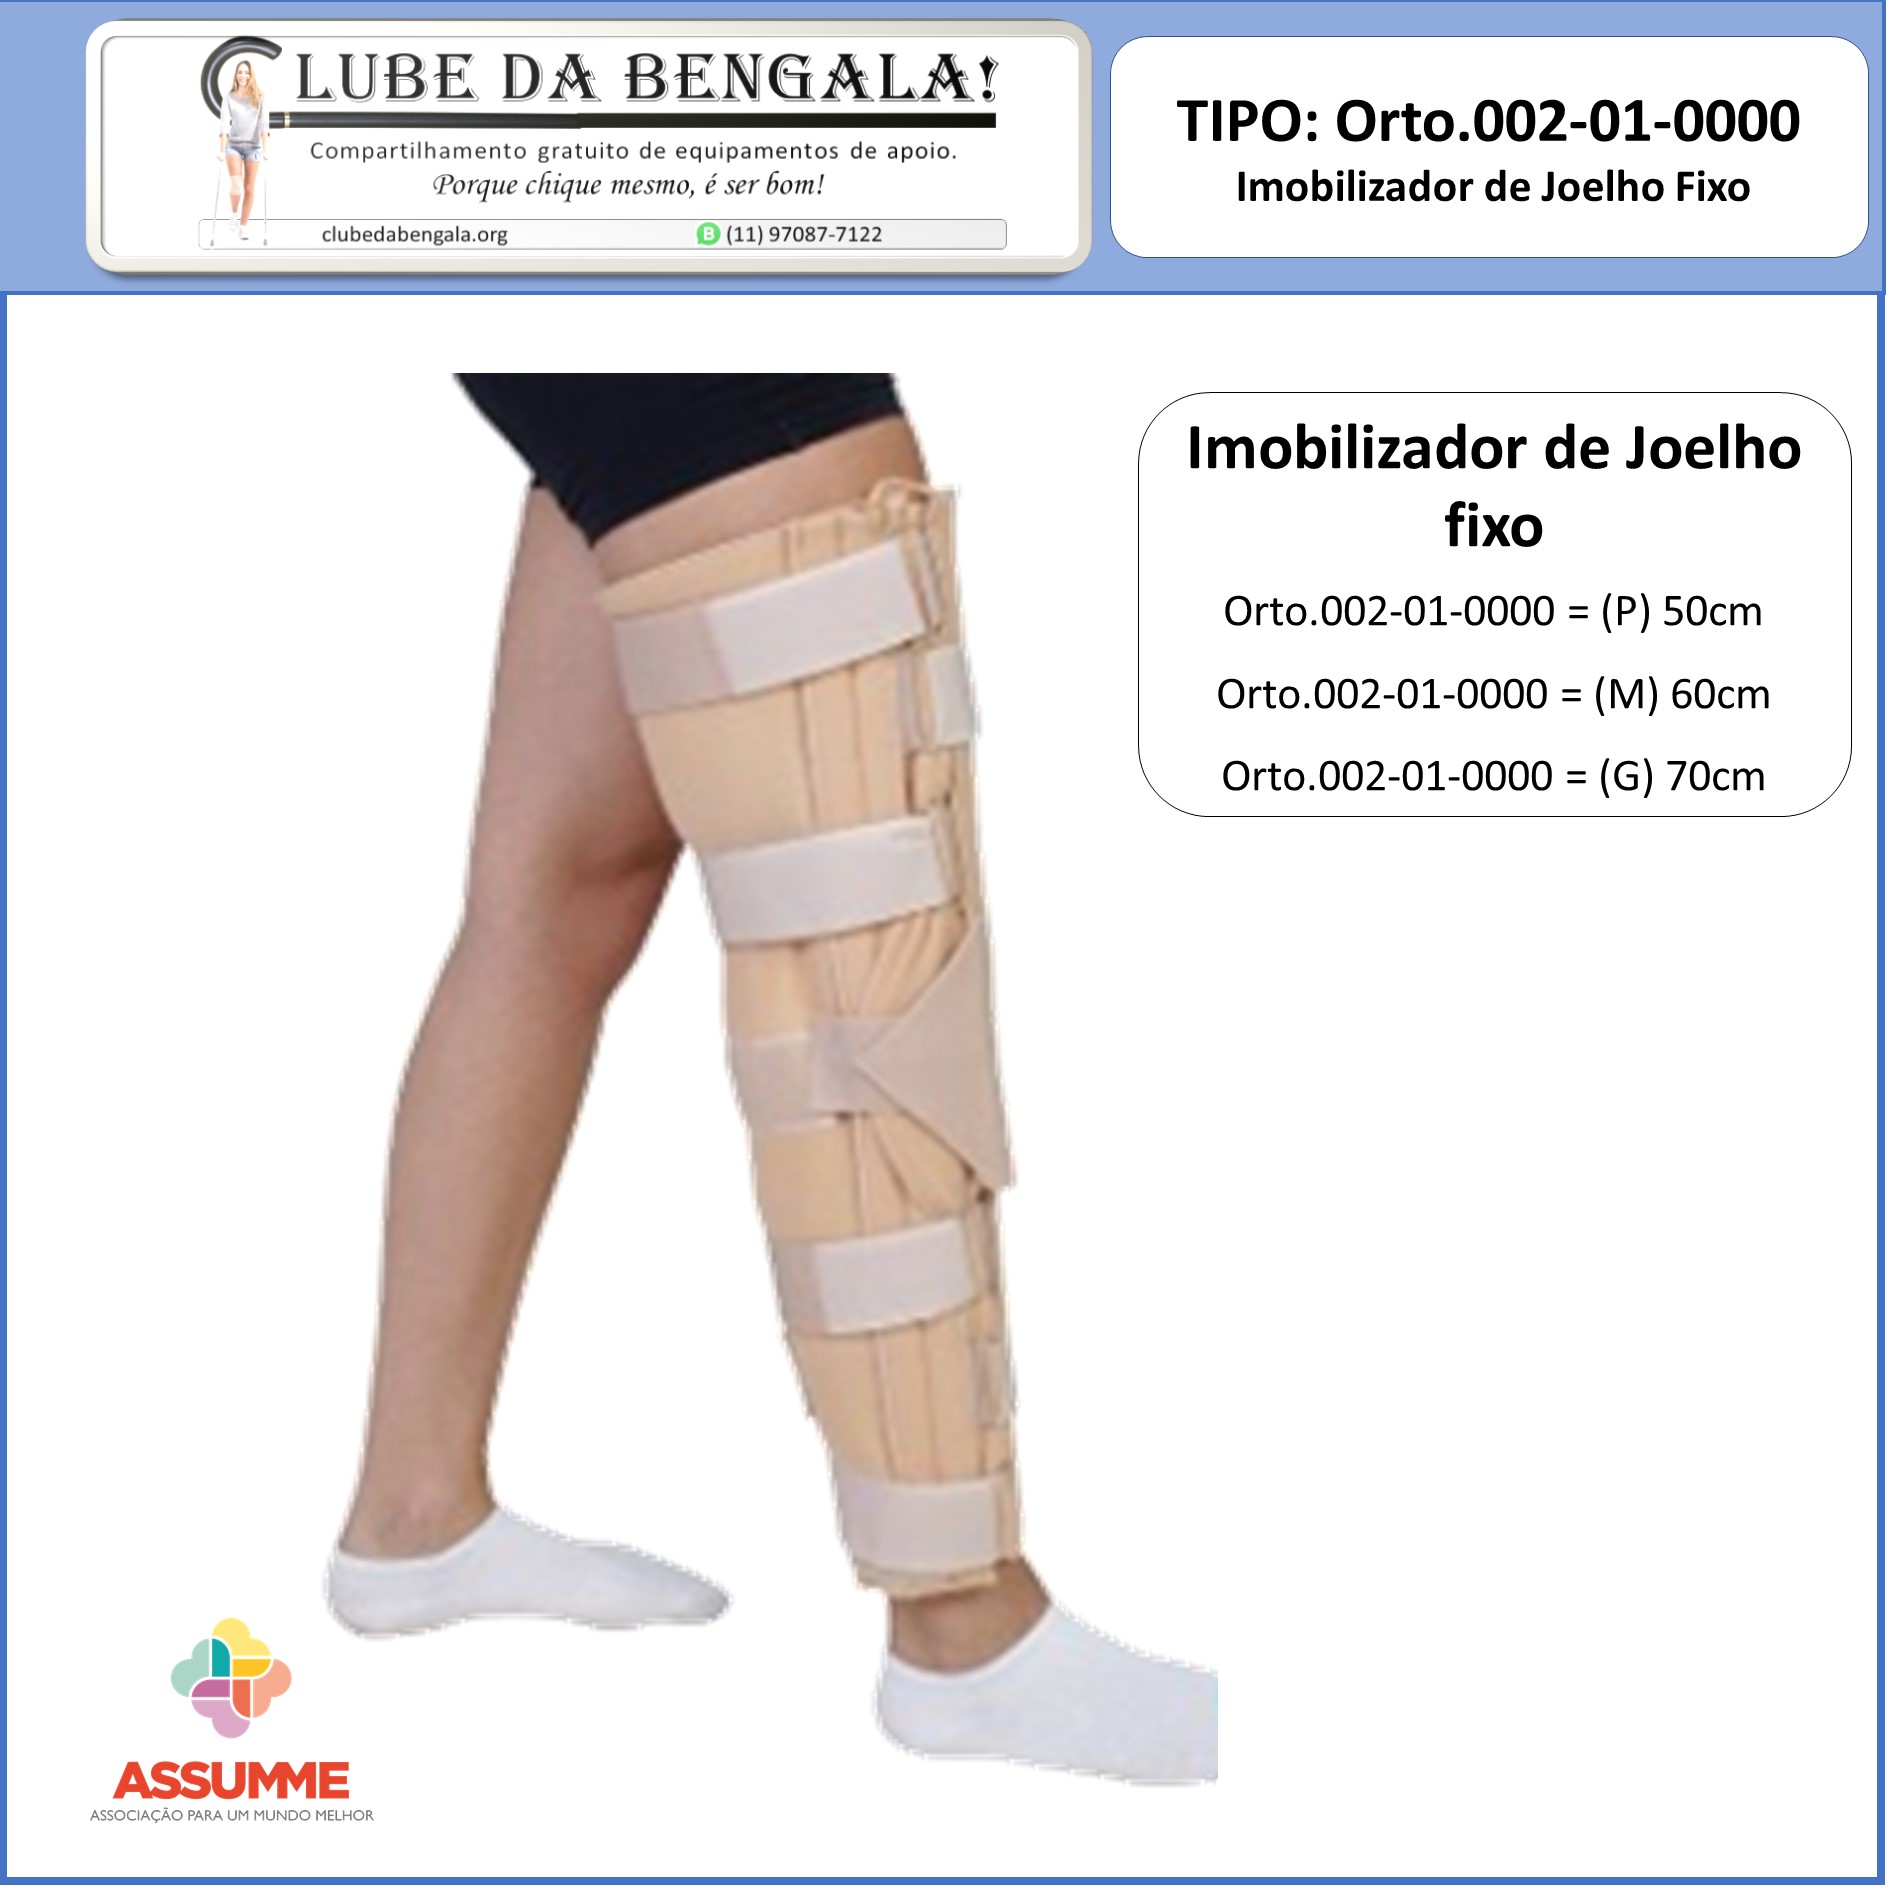 CLUBE DA BENGALA!
Compartilhamento gratuito de equipamentos de apoio.
Porque chique mesmo, é ser bom!
clubedabengala.org
B (11) 97087-7122
TIPO: Orto.002-01-0000
Imobilizador de Joelho Fixo
Imobilizador de Joelho
fixo
Orto.002-01-0000 = (P) 50cm
Orto.002-01-0000 = (M) 60cm
Orto.002-01-0000 = (G) 70cm
ASSUMME
ASSOCIAÇÃO PARA UM MUNDO MELHOR